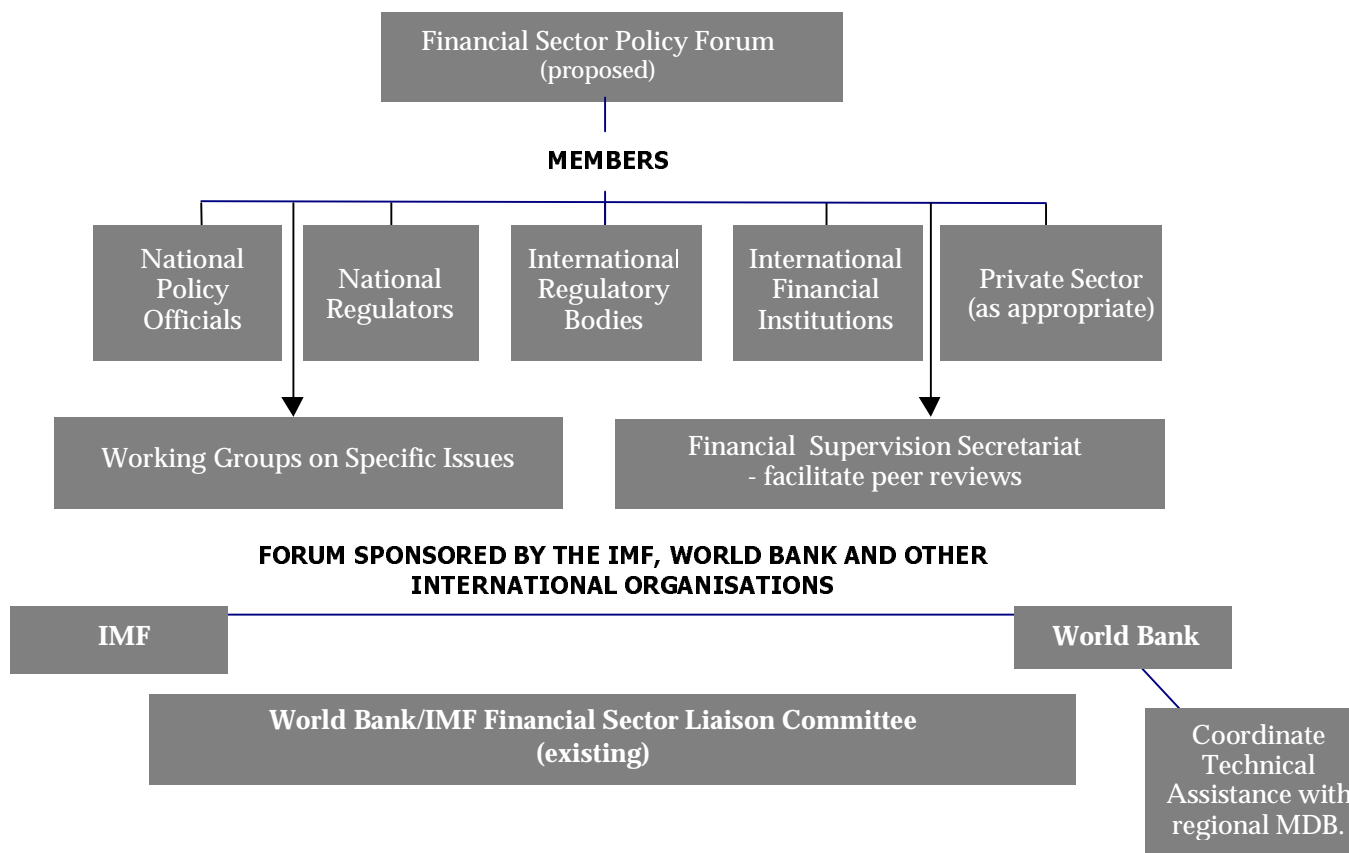 Financial Sector Policy Forum
(proposed)
MEMBERS
National
Policy
Officials
National
Regulators
International
Regulatory
Bodies
International
Financial
Institutions
Private Sector
(as appropriate)
Working Groups on Specific Issues
Financial Supervision Secretariat
- facilitate peer reviews
FORUM SPONSORED BY THE IMF, WORLD BANK AND OTHER
INTERNATIONAL ORGANISATIONS
IMF
World Bank
World Bank/IMF Financial Sector Liaison Committee
(existing)
Coordinate
Technical
Assistance with
regional MDB.